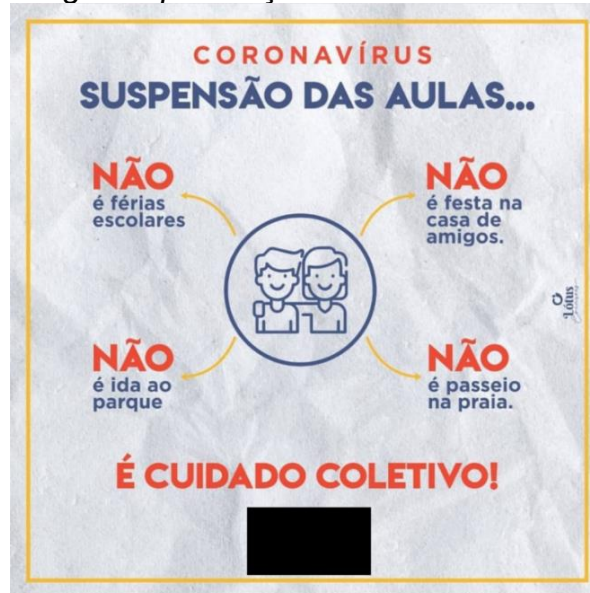 CORONAVÍRUS
SUSPENSÃO DAS AULAS...
NÃO
é férias
escolares
NÃO
é festa na
casa de
amigos.
Lótus
NÃO
é ida ao
parque
NÃO
é passeio
na praia.
É CUIDADO COLETIVO!